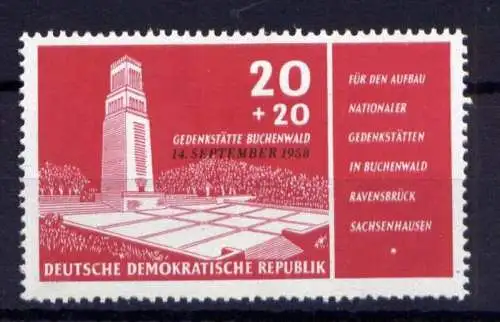 20
+ 20
GEDENKSTÄTTE BUCHENWALD
14. SEPTEMBER 1958
DEUTSCHE DEMOKRATISCHE REPUBLIK
FÜR DEN AUFBAU
NATIONALER
GEDENKSTÄTTEN
IN BUCHENWALD
RAVENSBRÜCK
SACHSENHAUSEN
*